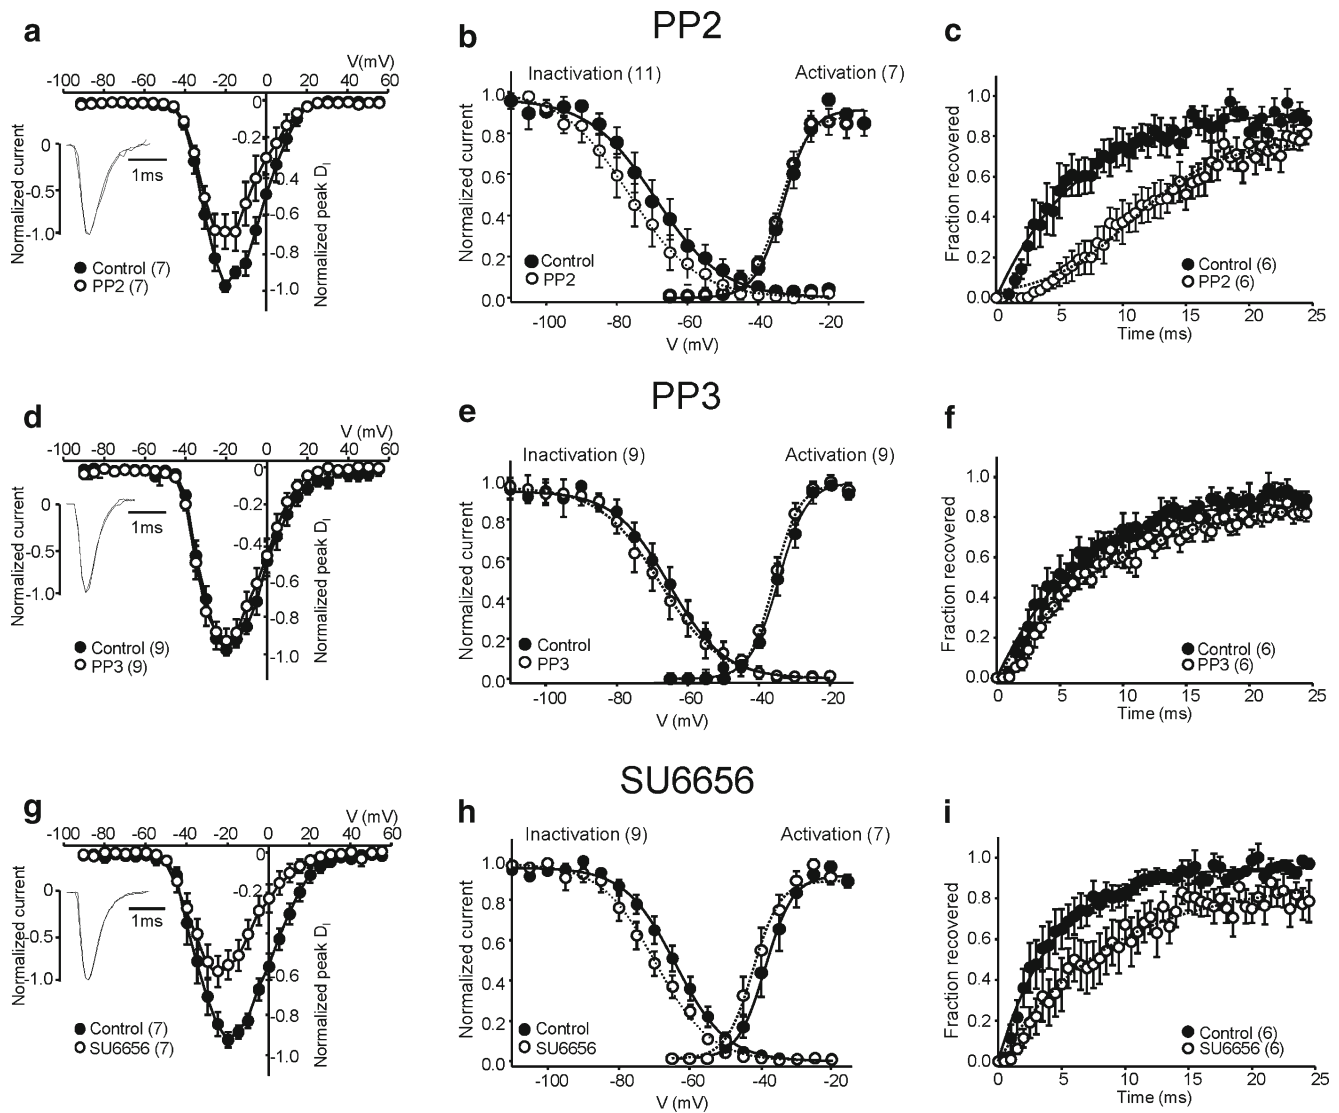 PP2
a
V(mV)
-100 -80 -60 -40 -20 0 20 40 60
0
-0.2
-0.4
-0.6
-0.8
-1.0
Normalized peak D I
Normalized current
0
-0.5
-1.0
1ms
Control (7)
PP2 (7)
b
Inactivation (11)
Activation (7)
Normalized current
1.0
0.8
0.6
0.4
0.2
0.0
Control
PP2
-100 -80 -60 -40 -20
V (mV)
c
Fraction recovered
1.0
0.8
0.6
0.4
0.2
0.0
Control (6)
PP2 (6)
0 5 10 15 20 25
Time (ms)
PP3
d
V (mV)
-100 -80 -60 -40 -20 0 20 40 60
0
-0.2
-0.4
-0.6
-0.8
-1.0
Normalized peak D I
Normalized current
0
-0.5
-1.0
1ms
Control (9)
PP3 (9)
e
Inactivation (9)
Activation (9)
Normalized current
1.0
0.8
0.6
0.4
0.2
0.0
Control
PP3
-100 -80 -60 -40 -20
V (mV)
f
Fraction recovered
1.0
0.8
0.6
0.4
0.2
0.0
Control (6)
PP3 (6)
0 5 10 15 20 25
Time (ms)
SU6656
g
V (mV)
-100 -80 -60 -40 -20 0 20 40 60
0
-0.2
-0.6
-0.8
-1.0
Normalized peak D I
Normalized current
0
-0.5
-1.0
1ms
Control (7)
SU6656 (7)
h
Inactivation (9)
Activation (7)
Normalized current
1.0
0.8
0.6
0.4
0.2
0.0
Control
SU6656
-100 -80 -60 -40 -20
V (mV)
i
Fraction recovered
1.0
0.8
0.6
0.4
0.2
0.0
Control (6)
SU6656 (6)
0 5 10 15 20 25
Time (ms)